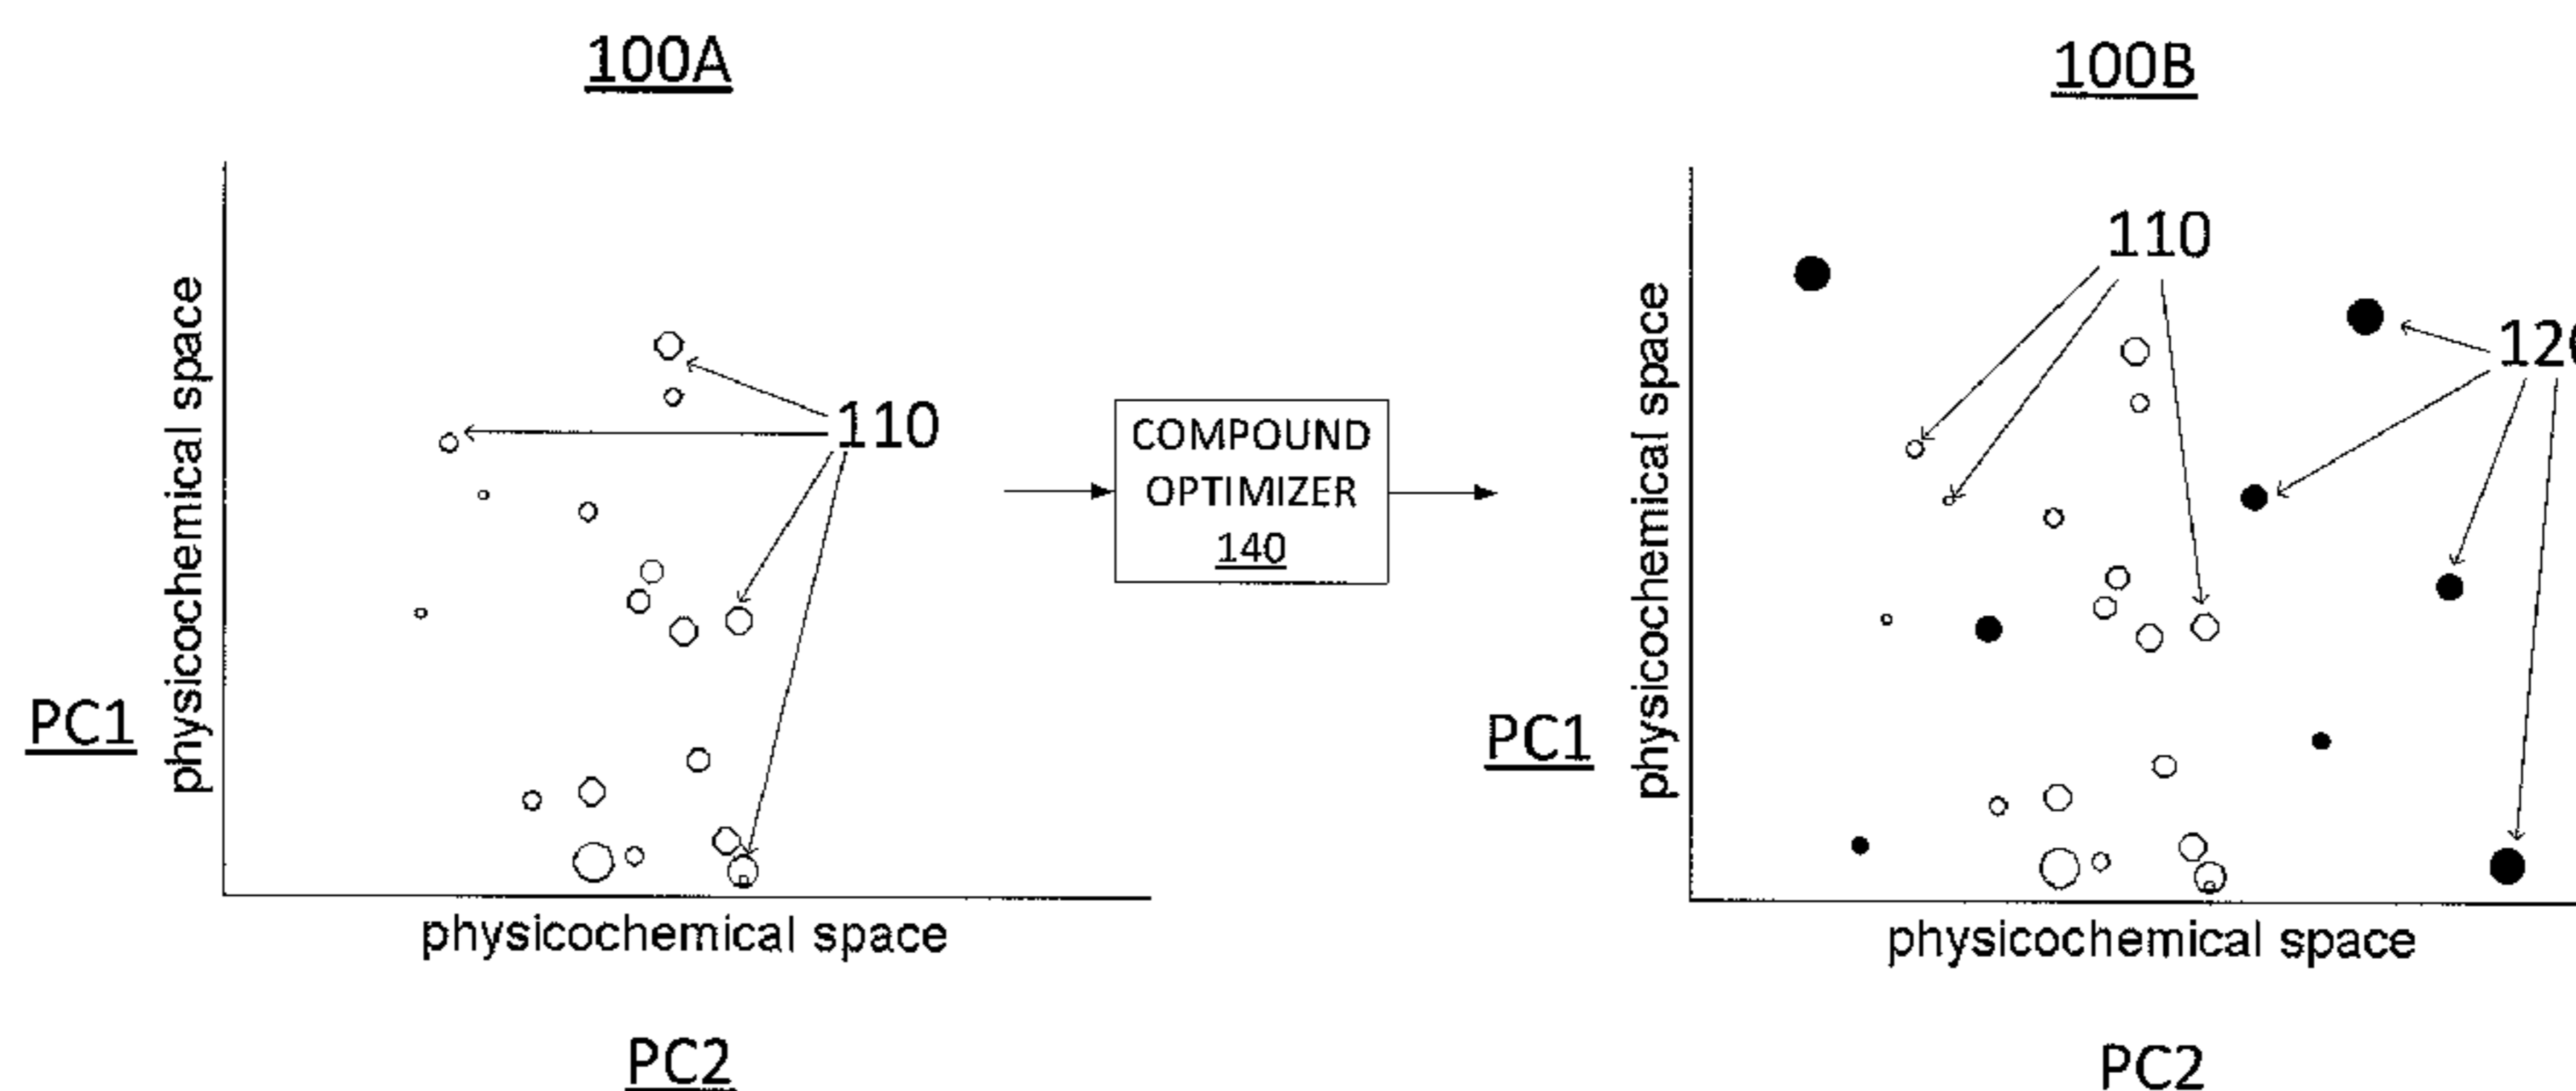 100A
100B
110
110
COMPOUND
OPTIMIZER
140
physicochemical space
physicochemical space
PC1
PC1
physicochemical space
physicochemical space
PC2
PC2